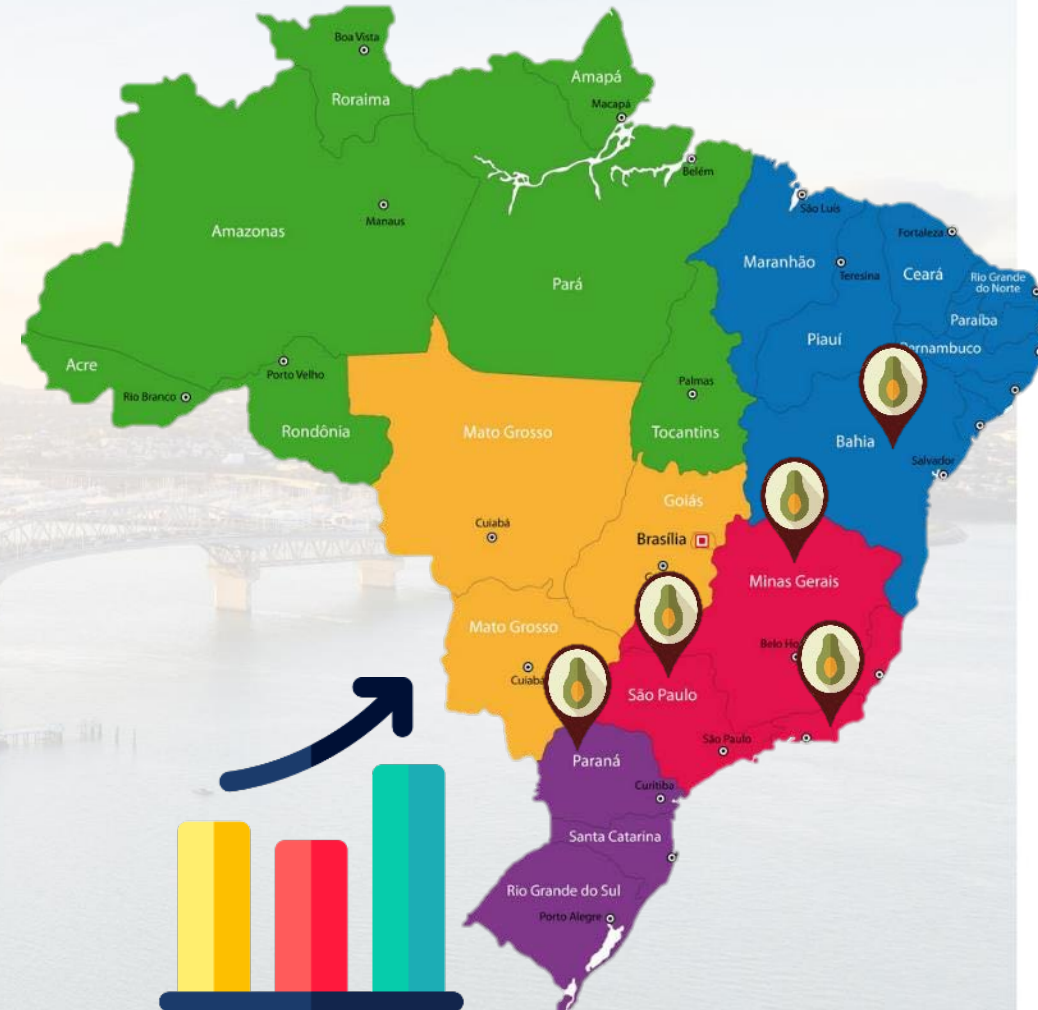 Boa Vista
Roraima
Amapá
Macapá
Belém
Amazonas
Manaus
Pará
São Luís
Fortaleza
Maranhão
Teresina
Ceará
Rio Grande
do Norte
Paraíba
Piauí
Pernambuco
Acre
Porto Velho
Rio Branco
Rondônia
Palmas
Tocantins
Mato Grosso
Bahia
Salvador
Goiás
Cuiabá
Brasília
Minas Gerais
Mato Grosso
Belo Ho
Cuiabá
São Paulo
São Paulo
Paraná
Curitiba
Santa Catarina
Rio Grande do Sul
Porto Alegre